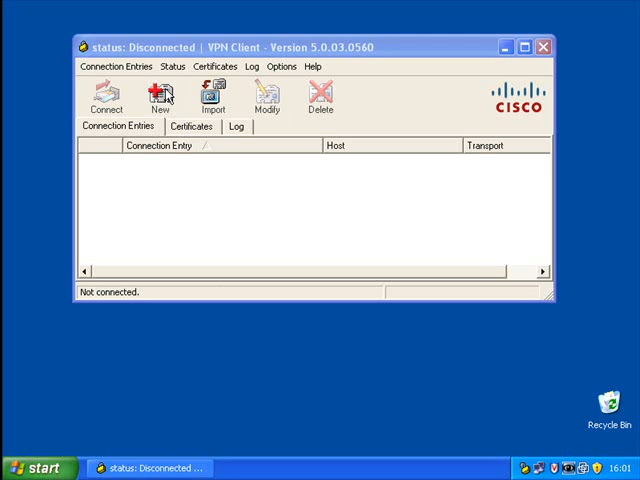 status: Disconnected | VPN Client - Version 5.0.03.0560
Connection Entries Status Certificates Log Options Help
Connect New Import Modify Delete
CISCO
Connection Entries Certificates Log
Connection Entry Host Transport
Not connected.
Recycle Bin
start status: Disconnected ... 16:01